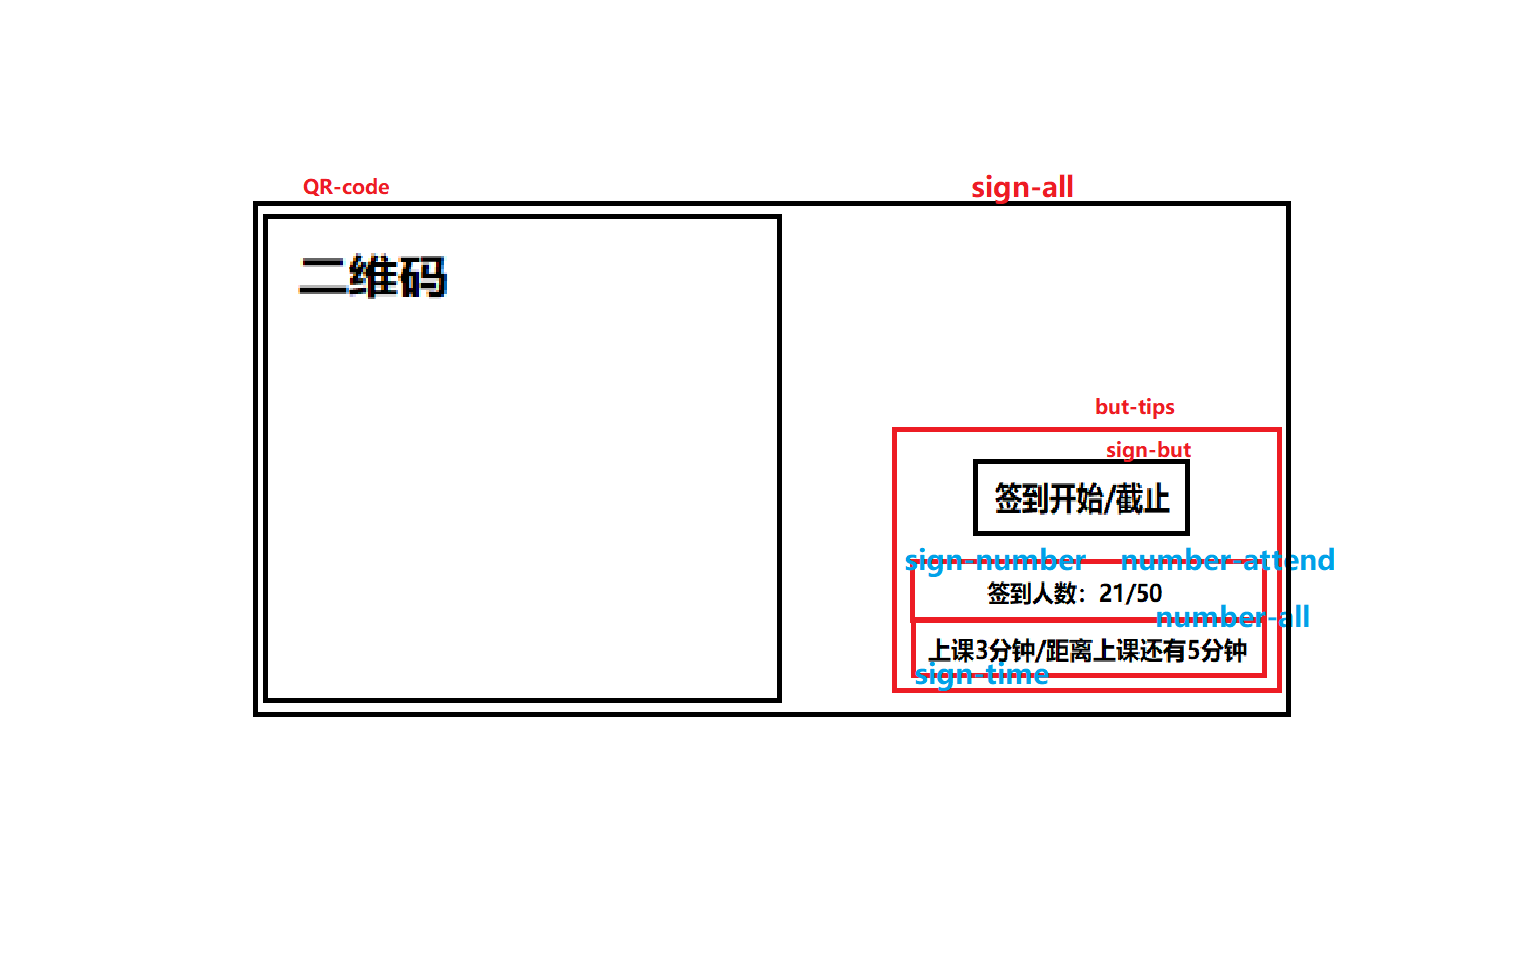 QR-code
sign-all
二维码
but-tips
sign-but
签到开始/截止
sign-number
number-attend
签到人数：21/50
number-all
上课3分钟/距离上课还有5分钟
sign-time